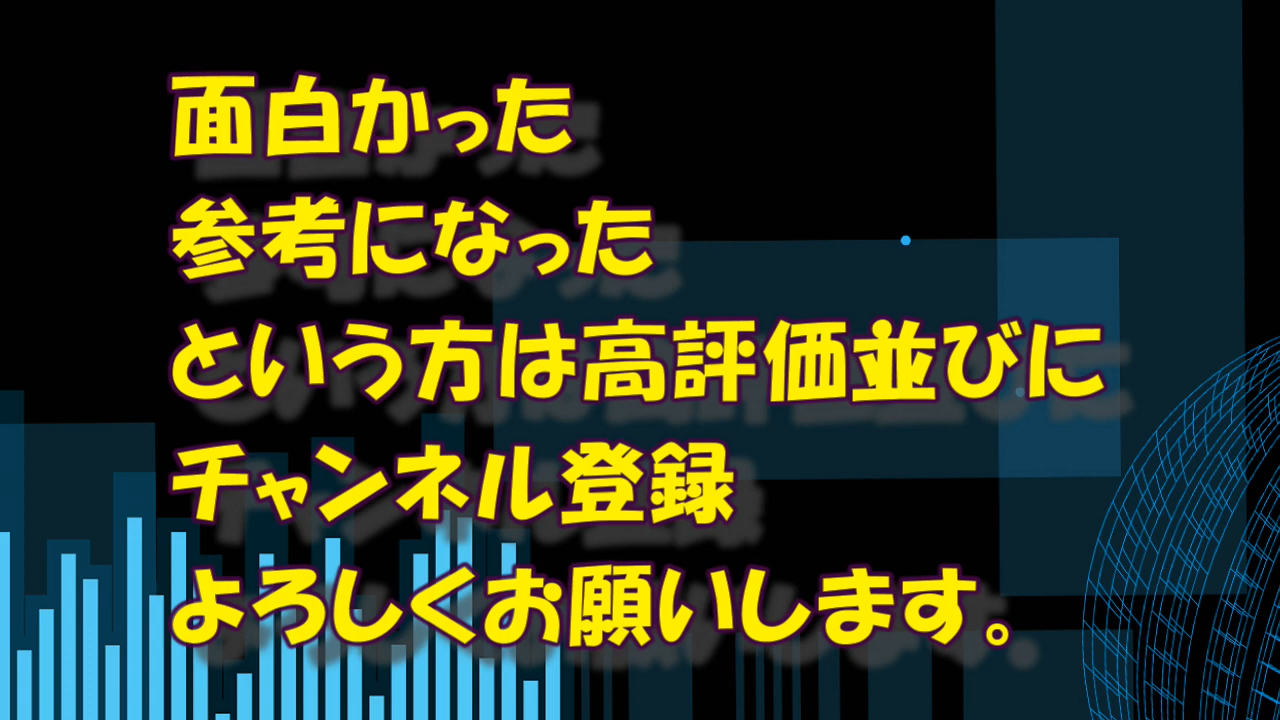 面白かった
参考になった
という方は高評価並びに
チャンネル登録
よろしくお願いします。